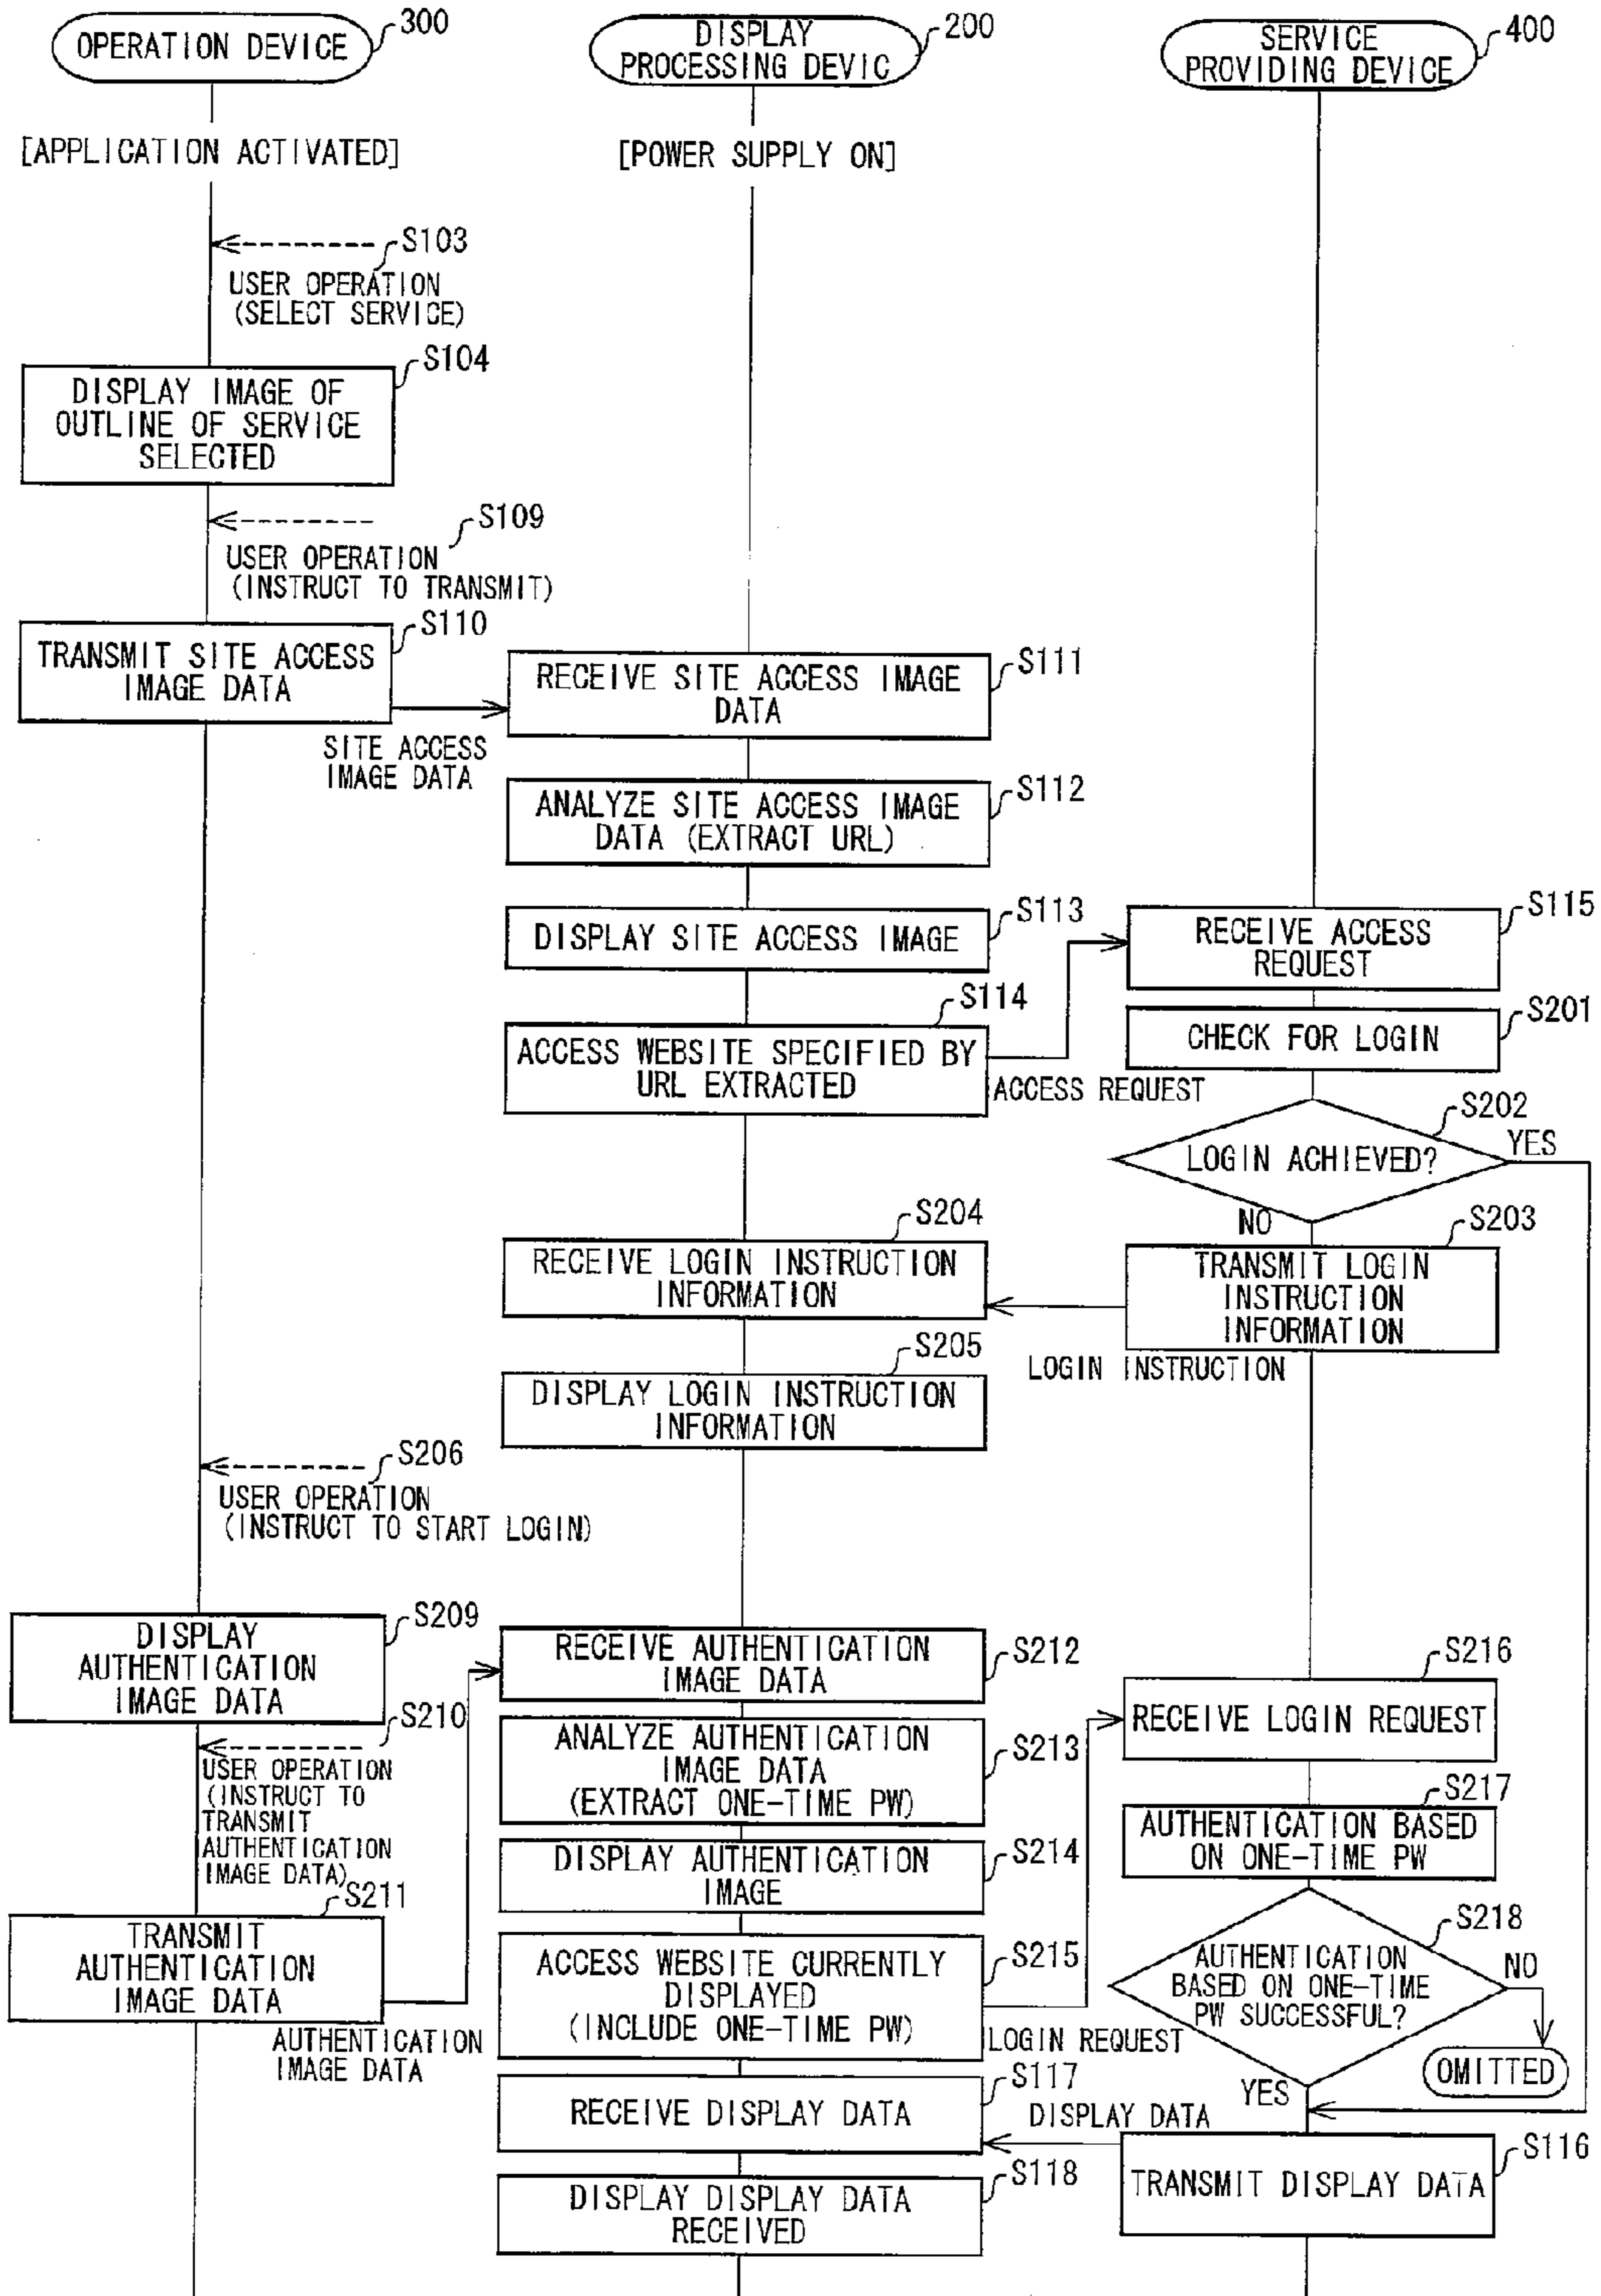 OPERATION DEVICE
300
DISPLAY
PROCESSING DEVIC
200
SERVICE
PROVIDING DEVICE
400
[APPLICATION ACTIVATED]
[POWER SUPPLY ON]
S103
USER OPERATION
(SELECT SERVICE)
S104
DISPLAY IMAGE OF
OUTLINE OF SERVICE
SELECTED
S109
USER OPERATION
(INSTRUCT TO TRANSMIT)
S110
TRANSMIT SITE ACCESS
IMAGE DATA
SITE ACCESS
IMAGE DATA
S111
RECEIVE SITE ACCESS IMAGE
DATA
S112
ANALYZE SITE ACCESS IMAGE
DATA (EXTRACT URL)
S113
DISPLAY SITE ACCESS IMAGE
S114
ACCESS WEBSITE SPECIFIED BY
URL EXTRACTED
ACCESS REQUEST
S115
RECEIVE ACCESS
REQUEST
S201
CHECK FOR LOGIN
S202
LOGIN ACHIEVED?
YES
NO
S203
TRANSMIT LOGIN
INSTRUCTION
INFORMATION
LOGIN INSTRUCTION
S204
RECEIVE LOGIN INSTRUCTION
INFORMATION
S205
DISPLAY LOGIN INSTRUCTION
INFORMATION
S206
USER OPERATION
(INSTRUCT TO START LOGIN)
S209
DISPLAY
AUTHENTICATION
IMAGE DATA
S210
USER OPERATION
(INSTRUCT TO
TRANSMIT
AUTHENTICATION
IMAGE DATA)
S211
TRANSMIT
AUTHENTICATION
IMAGE DATA
AUTHENTICATION
IMAGE DATA
S212
RECEIVE AUTHENTICATION
IMAGE DATA
S213
ANALYZE AUTHENTICATION
IMAGE DATA
(EXTRACT ONE-TIME PW)
S214
DISPLAY AUTHENTICATION
IMAGE
S215
ACCESS WEBSITE CURRENTLY
DISPLAYED
(INCLUDE ONE-TIME PW)
LOGIN REQUEST
S216
RECEIVE LOGIN REQUEST
S217
AUTHENTICATION BASED
ON ONE-TIME PW
S218
AUTHENTICATION
BASED ON ONE-TIME
PW SUCCESSFUL?
NO
OMITTED
YES
S116
TRANSMIT DISPLAY DATA
DISPLAY DATA
S117
RECEIVE DISPLAY DATA
S118
DISPLAY DISPLAY DATA
RECEIVED